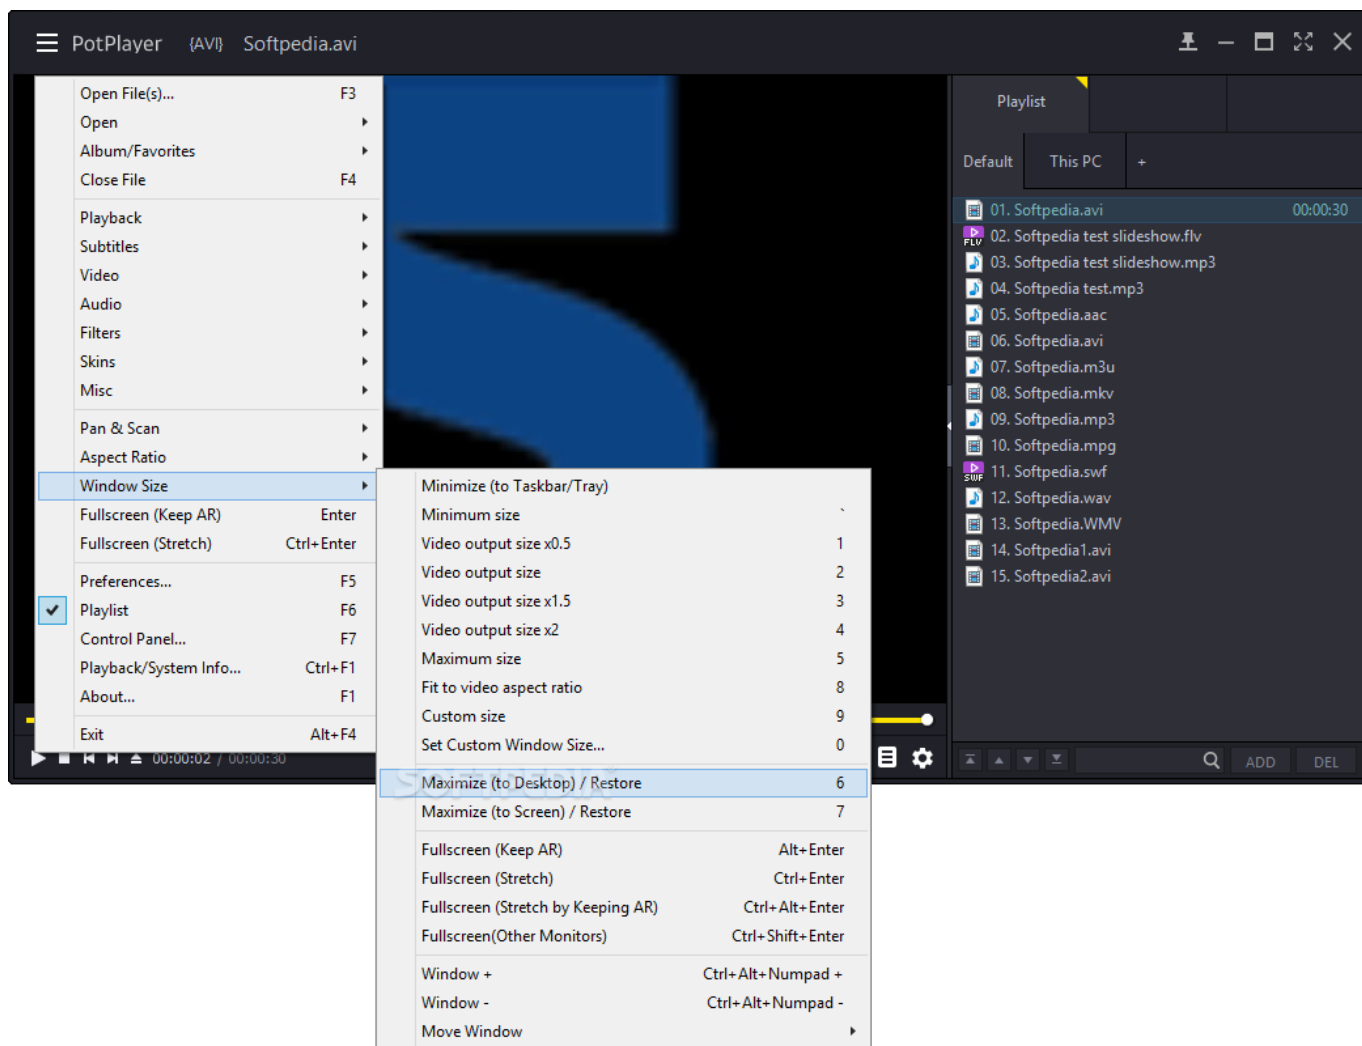 PotPlayer {AVI} Softpedia.avi
Open File(s)... F3
Open
Album/Favorites
Close File F4
Playback
Subtitles
Video
Audio
Filters
Skins
Misc
Pan & Scan
Aspect Ratio
Window Size
Fullscreen (Keep AR) Enter
Fullscreen (Stretch) Ctrl+Enter
Preferences... F5
Playlist F6
Control Panel... F7
Playback/System Info... Ctrl+F1
About... F1
Exit Alt+F4
00:00:02 / 00:00:30
Minimize (to Taskbar/Tray)
Minimum size `
Video output size x0.5 1
Video output size 2
Video output size x1.5 3
Video output size x2 4
Maximum size 5
Fit to video aspect ratio 8
Custom size 9
Set Custom Window Size... 0
SOFTPEDIA
Maximize (to Desktop) / Restore 6
Maximize (to Screen) / Restore 7
Fullscreen (Keep AR) Alt+Enter
Fullscreen (Stretch) Ctrl+Enter
Fullscreen (Stretch by Keeping AR) Ctrl+Alt+Enter
Fullscreen(Other Monitors) Ctrl+Shift+Enter
Window + Ctrl+Alt+Numpad +
Window - Ctrl+Alt+Numpad -
Move Window
Playlist
Default This PC +
01. Softpedia.avi 00:00:30
FLV 02. Softpedia test slideshow.flv
03. Softpedia test slideshow.mp3
04. Softpedia test.mp3
05. Softpedia.aac
06. Softpedia.avi
07. Softpedia.m3u
08. Softpedia.mkv
09. Softpedia.mp3
10. Softpedia.mpg
SWF 11. Softpedia.swf
12. Softpedia.wav
13. Softpedia.WMV
14. Softpedia1.avi
15. Softpedia2.avi
ADD DEL